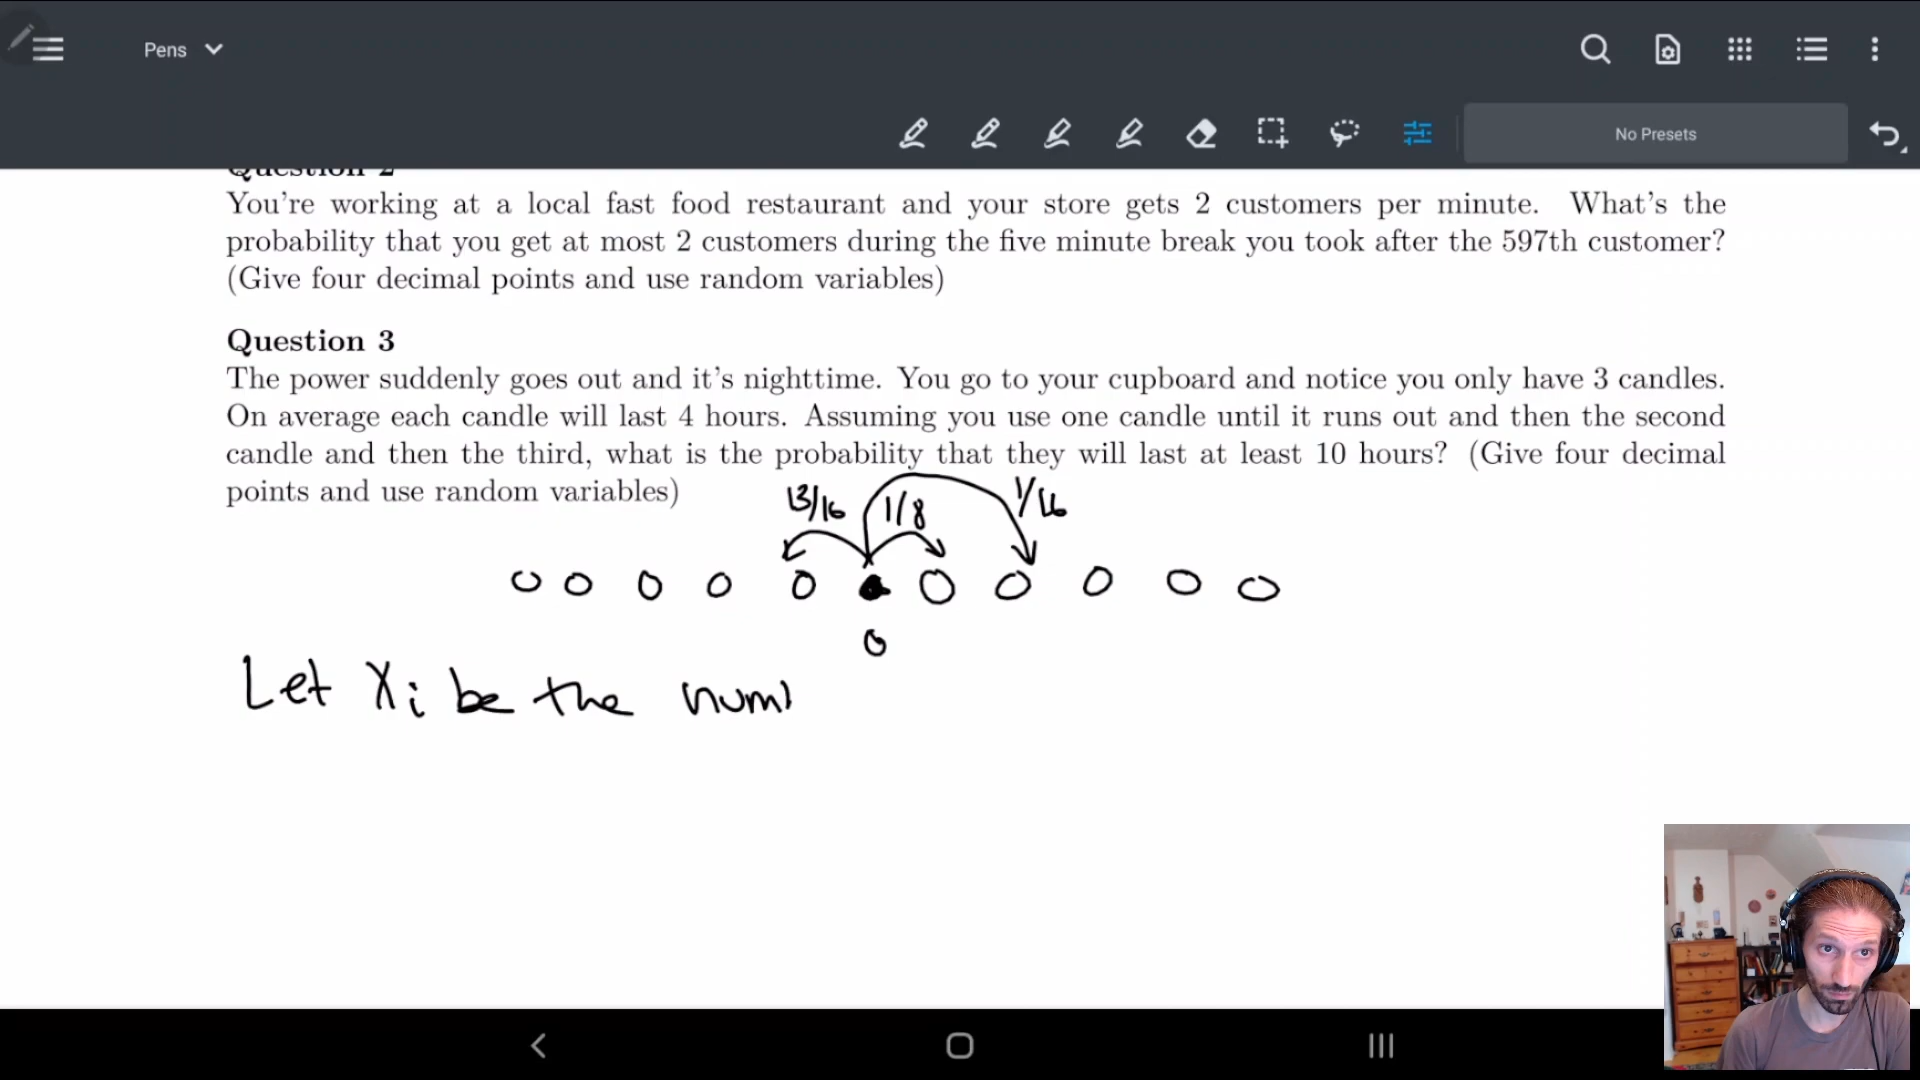 Pens
No Presets
Question 2
You're working at a local fast food restaurant and your store gets 2 customers per minute. What's the
probability that you get at most 2 customers during the five minute break you took after the 597th customer?
(Give four decimal points and use random variables)
Question 3
The power suddenly goes out and it's nighttime. You go to your cupboard and notice you only have 3 candles.
On average each candle will last 4 hours. Assuming you use one candle until it runs out and then the second
candle and then the third, what is the probability that they will last at least 10 hours? (Give four decimal
points and use random variables)
13/16 1/8 1/16
0
Let Xi be the num